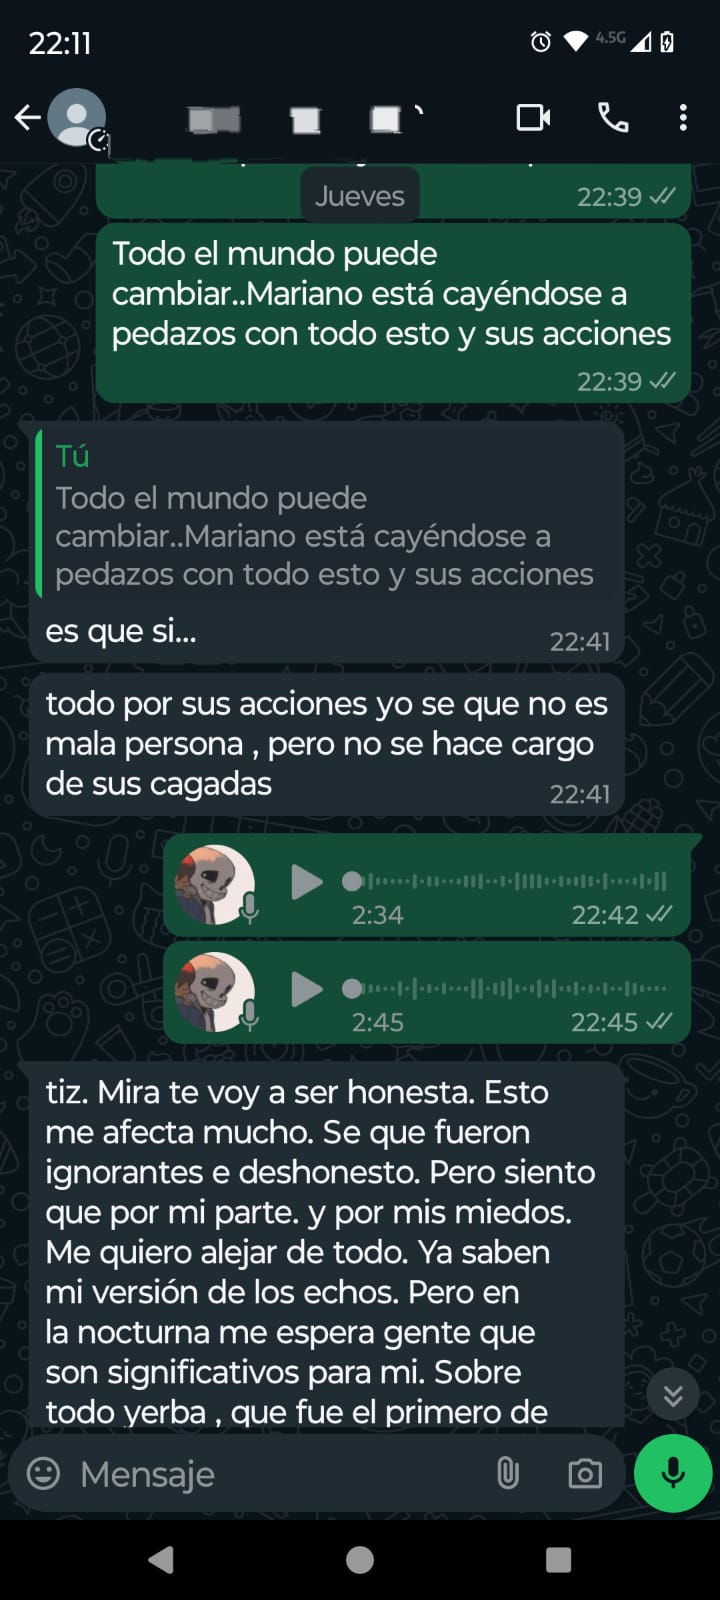 22:11
4.5G
22:39
Jueves
Todo el mundo puede
cambiar..Mariano está cayéndose a
pedazos con todo esto y sus acciones
22:39
Tú
Todo el mundo puede
cambiar..Mariano está cayéndose a
pedazos con todo esto y sus acciones
es que si...
22:41
todo por sus acciones yo se que no es
mala persona , pero no se hace cargo
de sus cagadas
22:41
2:34
22:42
2:45
22:45
tiz. Mira te voy a ser honesta. Esto
me afecta mucho. Se que fueron
ignorantes e deshonesto. Pero siento
que por mi parte. y por mis miedos.
Me quiero alejar de todo. Ya saben
mi versión de los echos. Pero en
la nocturna me espera gente que
son significativos para mi. Sobre
todo yerba , que fue el primero de
Mensaje